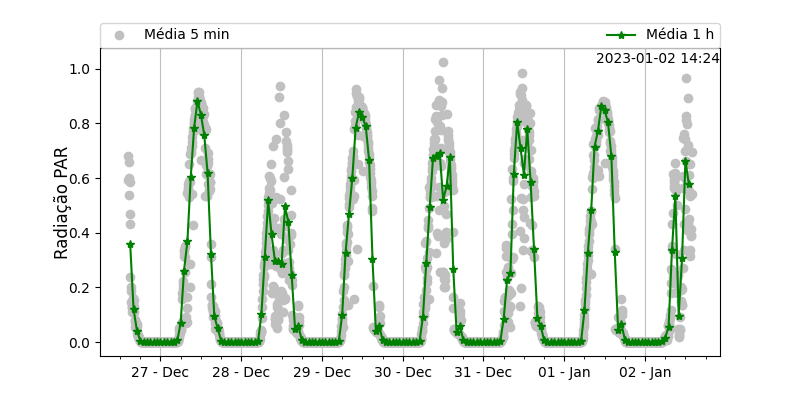 Média 5 min
Média 1 h
2023-01-02 14:24
Radiação PAR
1.0
0.8
0.6
0.4
0.2
0.0
27 - Dec
28 - Dec
29 - Dec
30 - Dec
31 - Dec
01 - Jan
02 - Jan